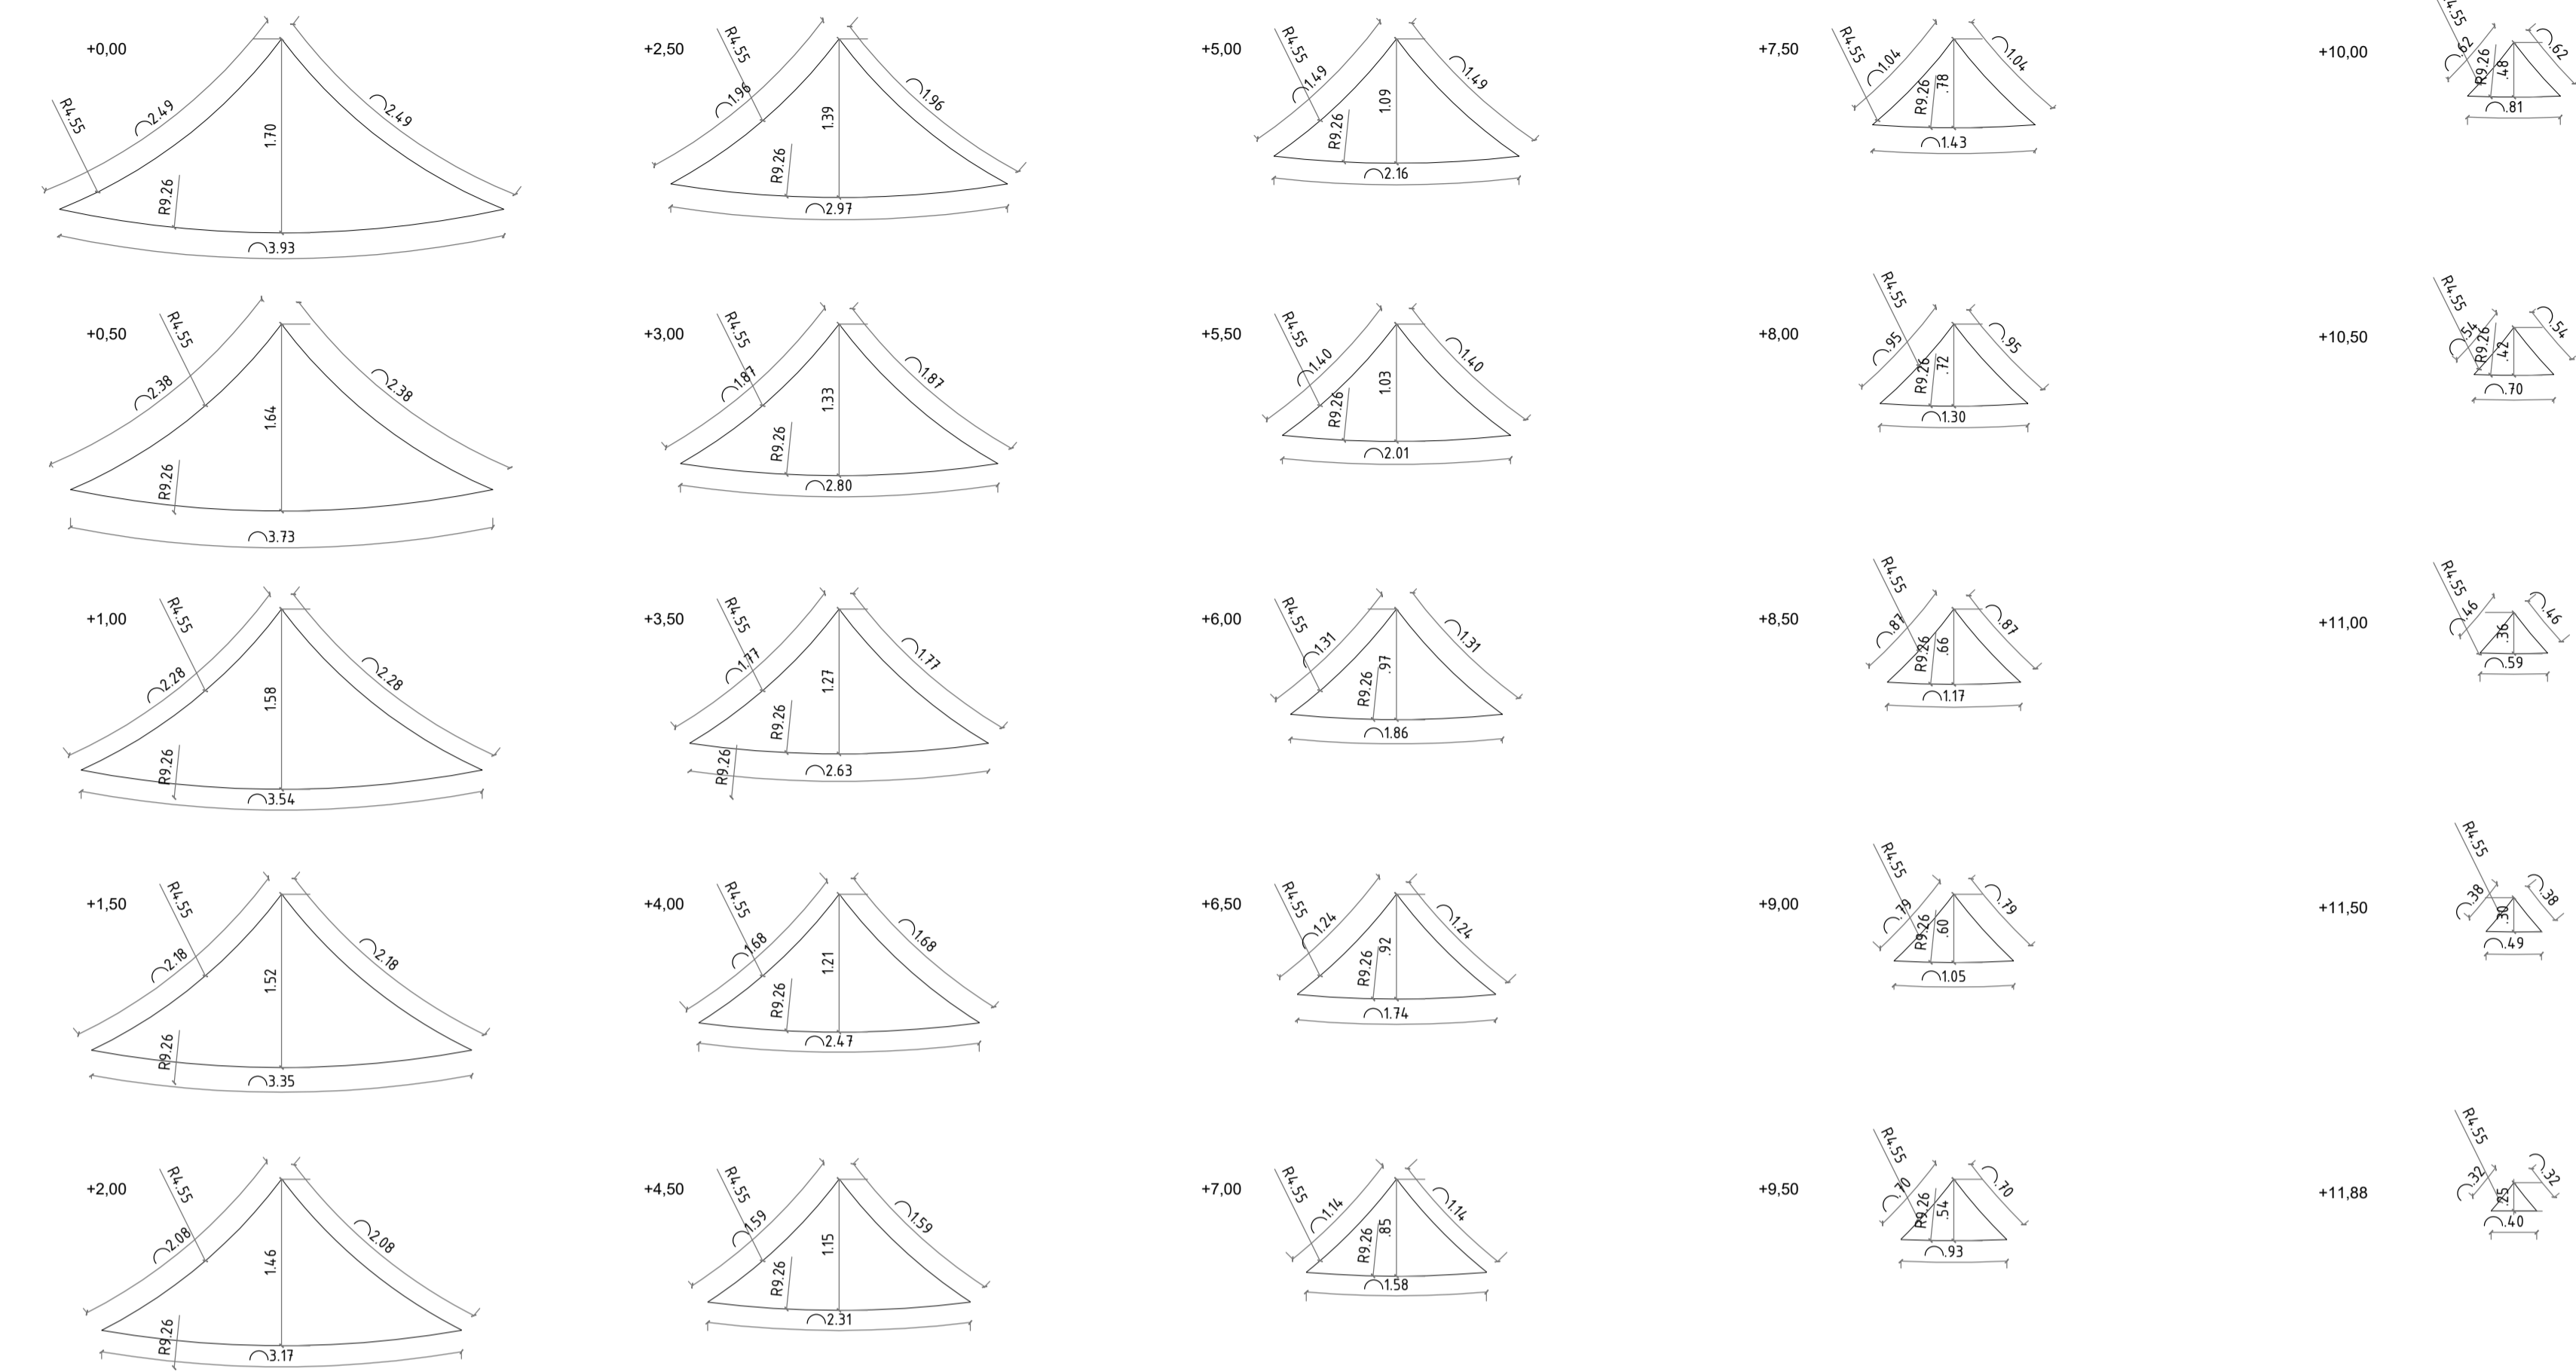 +0,00
R4.55
2.49
2.49
1.70
R9.26
3.93
+0,50
R4.55
2.38
2.38
1.64
R9.26
3.73
+1,00
R4.55
2.28
2.28
1.58
R9.26
3.54
+1,50
R4.55
2.18
2.18
1.52
R9.26
3.35
+2,00
R4.55
2.08
2.08
1.46
R9.26
3.17
+2,50
R4.55
1.96
1.96
1.39
R9.26
2.97
+3,00
R4.55
1.87
1.87
1.33
R9.26
2.80
+3,50
R4.55
1.77
1.77
1.27
R9.26
R9.26
2.63
+4,00
R4.55
1.68
1.68
1.21
R9.26
2.47
+4,50
R4.55
1.59
1.59
1.15
R9.26
2.31
+5,00
R4.55
1.49
1.49
1.09
R9.26
2.16
+5,50
R4.55
1.40
1.40
1.03
R9.26
2.01
+6,00
R4.55
1.31
1.31
.97
R9.26
1.86
+6,50
R4.55
1.24
1.24
.92
R9.26
1.74
+7,00
R4.55
1.14
1.14
.85
R9.26
1.58
+7,50
R4.55
1.04
1.04
.78
R9.26
1.43
+8,00
R4.55
.95
.95
.72
R9.26
1.30
+8,50
R4.55
.87
.87
.66
R9.26
1.17
+9,00
R4.55
.79
.79
.60
R9.26
1.05
+9,50
R4.55
.70
.70
.54
R9.26
.93
+10,00
R4.55
.62
.62
.48
R9.26
.81
+10,50
R4.55
.54
.54
.42
R9.26
.70
+11,00
R4.55
.46
.46
.36
.59
+11,50
R4.55
.38
.38
.30
.49
+11,88
R4.55
.32
.32
.25
.40